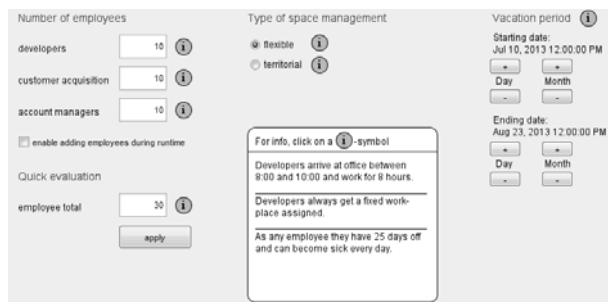 Number of employees
developers 10 i
customer acquisition 10 i
account managers 10 i
enable adding employees during runtime
Quick evaluation
employee total 30 i
apply
Type of space management
flexible i
territorial i
For info, click on a i -symbol
Developers arrive at office between
8:00 and 10:00 and work for 8 hours.
Developers always get a fixed work-
place assigned.
As any employee they have 25 days off
and can become sick every day.
Vacation period i
Starting date:
Jul 10, 2013 12:00:00 PM
+ +
Day Month
- -
Ending date:
Aug 23, 2013 12:00:00 PM
+ +
Day Month
- -